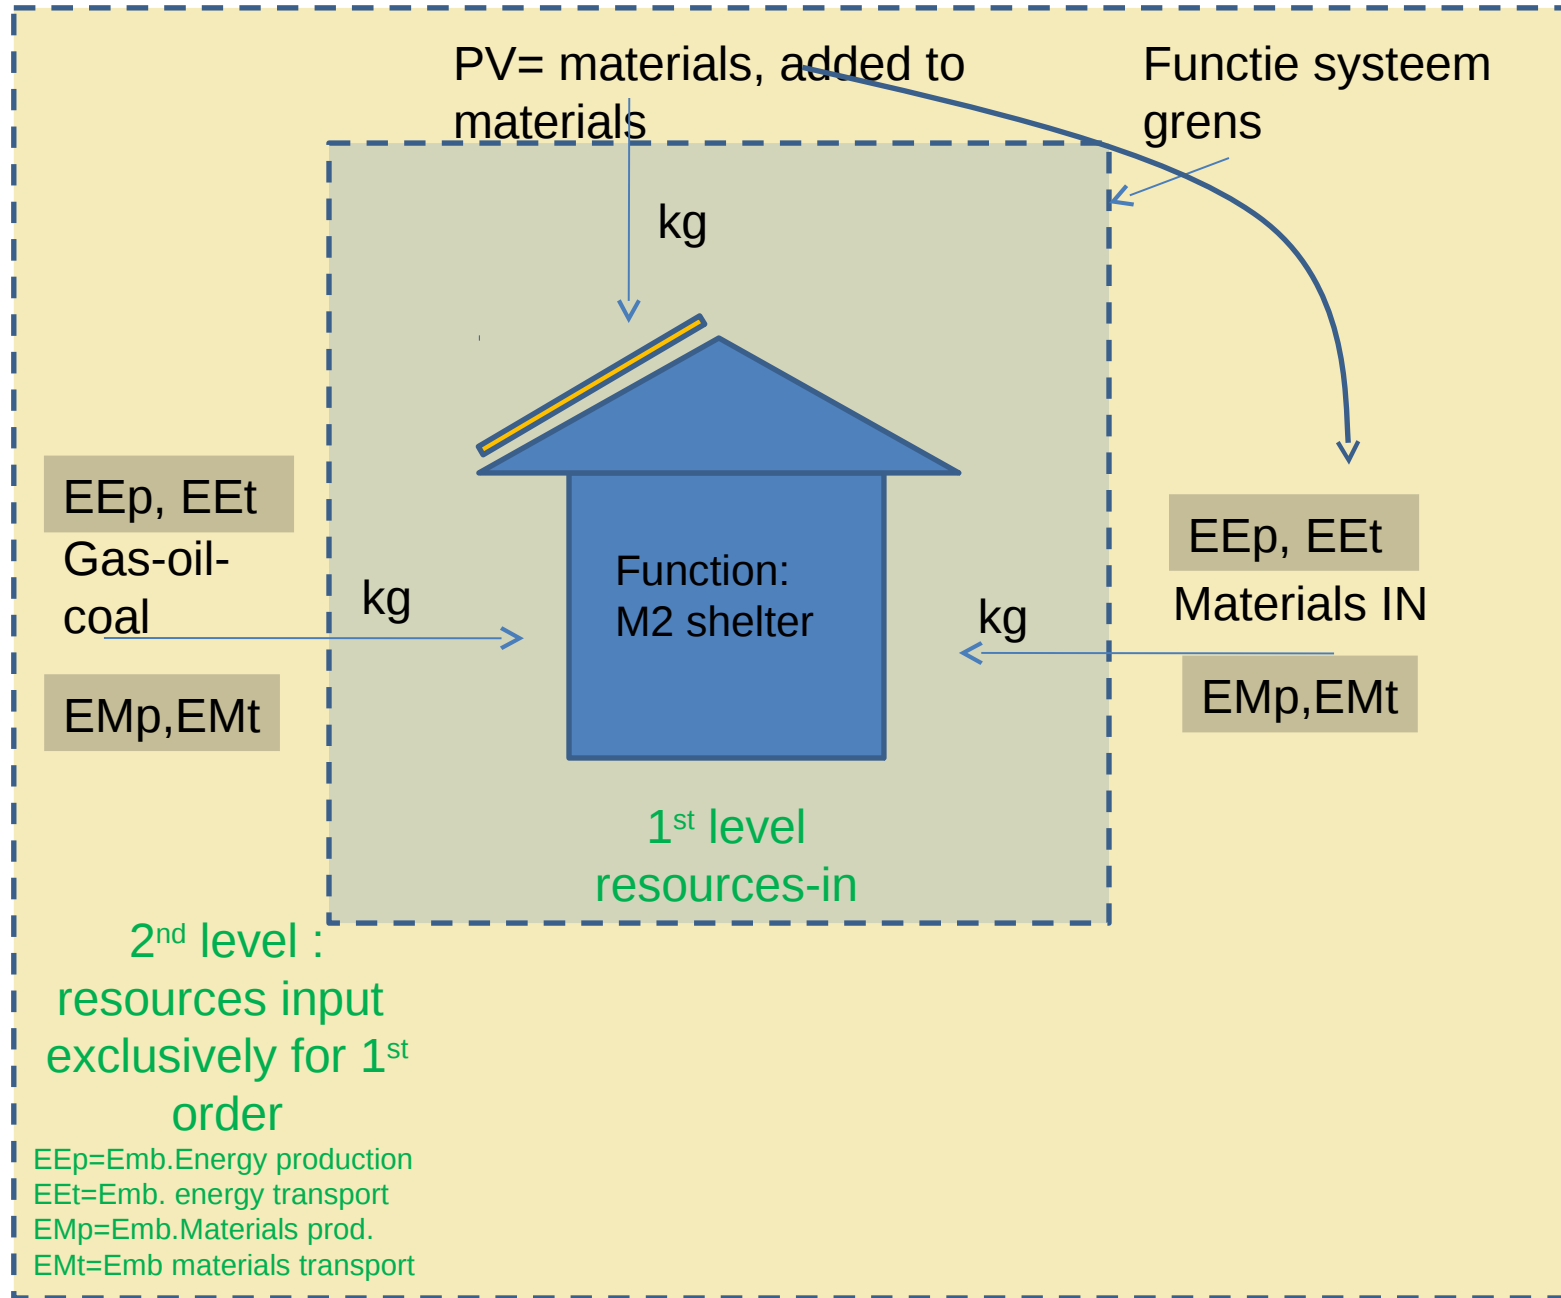 PV= materials, added to
materials
Functie systeem
grens
kg
EEp, EEt
Gas-oil-
coal
kg
EMp,EMt
Function:
M2 shelter
kg
EEp, EEt
Materials IN
EMp,EMt
1st level
resources-in
2nd level :
resources input
exclusively for 1st
order
EEp=Emb.Energy production
EEt=Emb. energy transport
EMp=Emb.Materials prod.
EMt=Emb materials transport